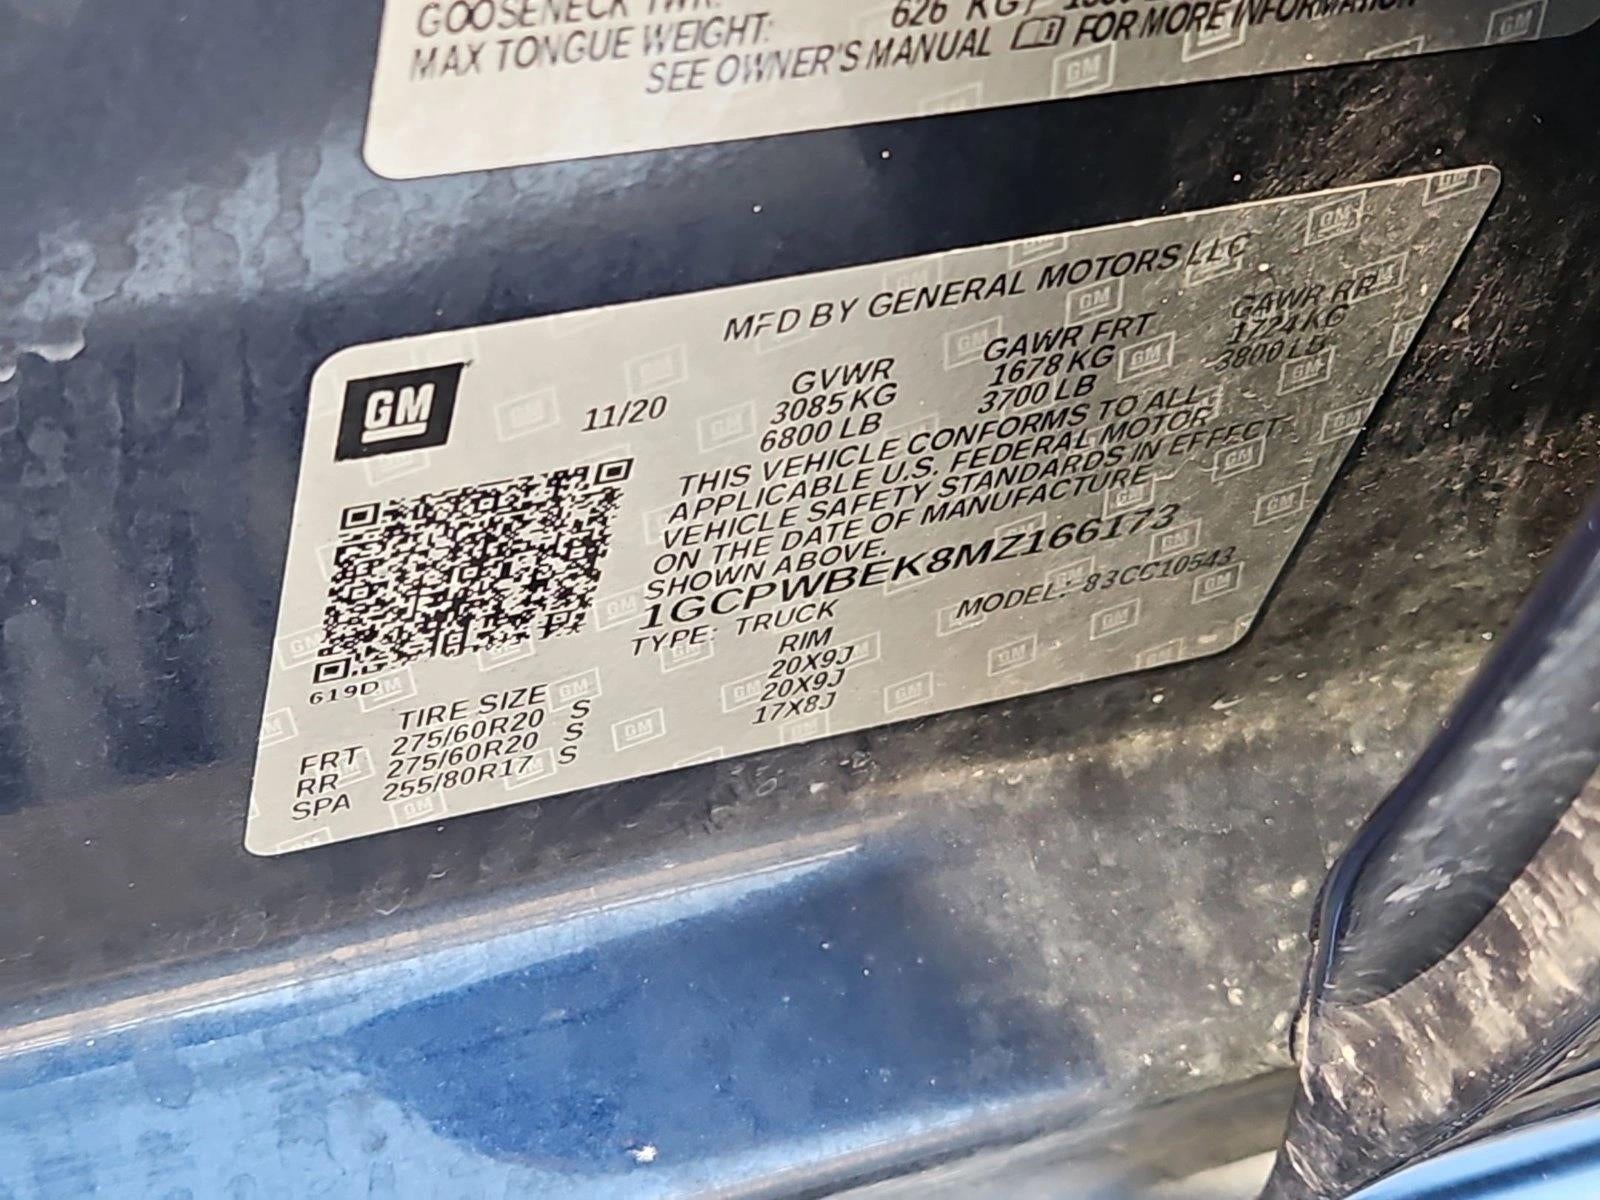 GOOSENECK TWR:
MAX TONGUE WEIGHT: 626 KG
SEE OWNER'S MANUAL FOR MORE INFORMATION
MFD BY GENERAL MOTORS LLC
GM
11/20
GVWR GAWR FRT GAWR RR
3085 KG 1678 KG 1724 KG
6800 LB 3700 LB 3800 LB
THIS VEHICLE CONFORMS TO ALL
APPLICABLE U.S. FEDERAL MOTOR
VEHICLE SAFETY STANDARDS IN EFFECT
ON THE DATE OF MANUFACTURE
SHOWN ABOVE.
1GCPWBEK8MZ166173
TYPE: TRUCK MODEL:
619D
TIRE SIZE RIM
FRT 275/60R20 S 20X9J
RR 275/60R20 S 20X9J
SPA 255/80R17 S 17X8J